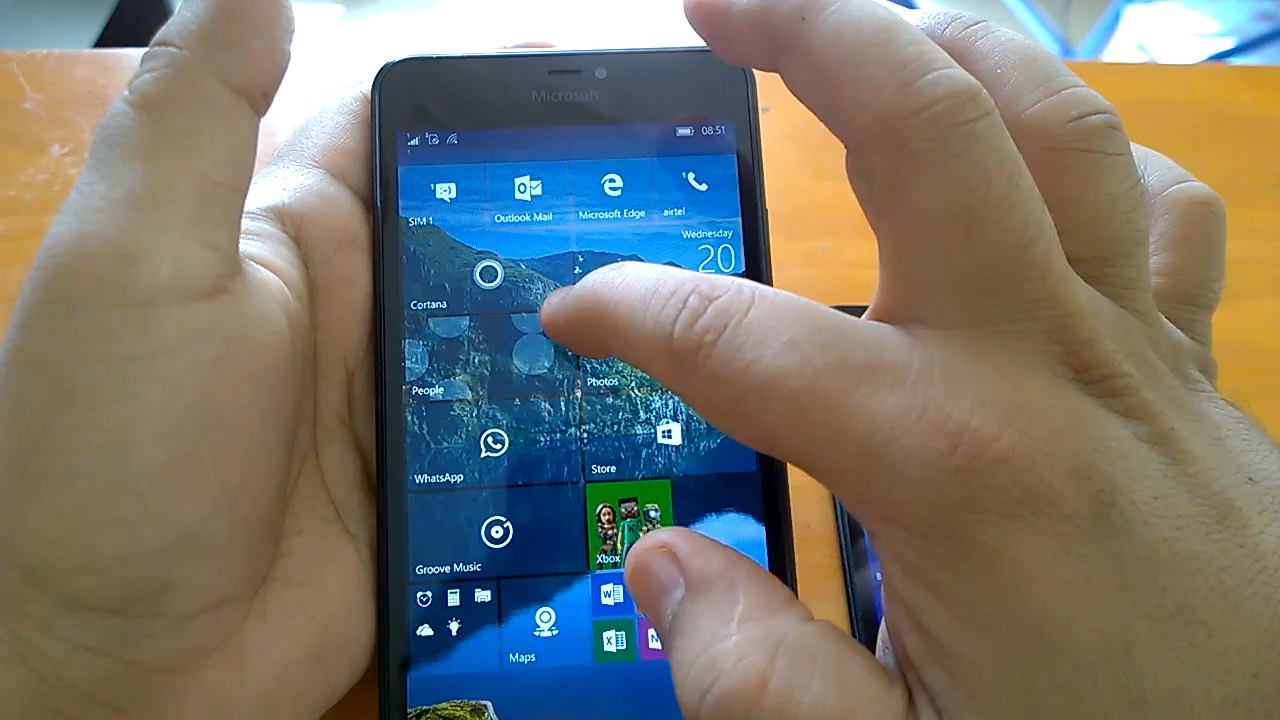 Microsoft
08:51
SIM 1
Outlook Mail
Microsoft Edge
airtel
Wednesday
20
Cortana
People
Photos
WhatsApp
Store
Groove Music
Xbox
Maps